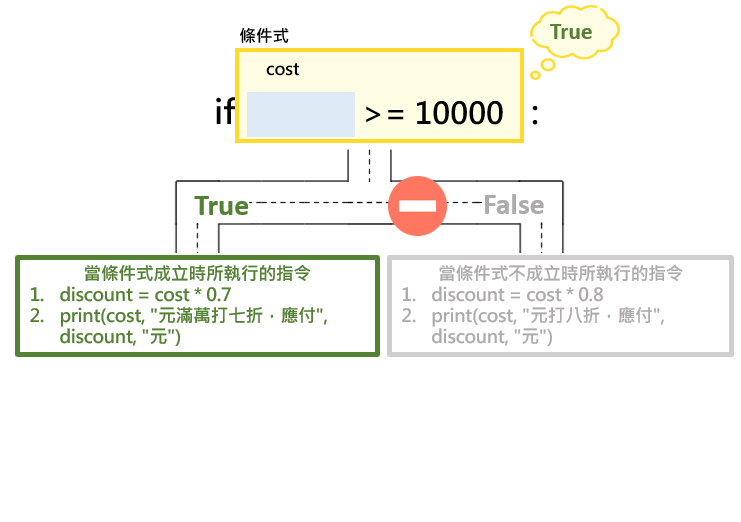 條件式
True
cost
if >= 10000 :
True
False
當條件式成立時所執行的指令
1. discount = cost * 0.7
2. print(cost, "元滿萬打七折，應付",
discount, "元")
當條件式不成立時所執行的指令
1. discount = cost * 0.8
2. print(cost, "元打八折，應付",
discount, "元")